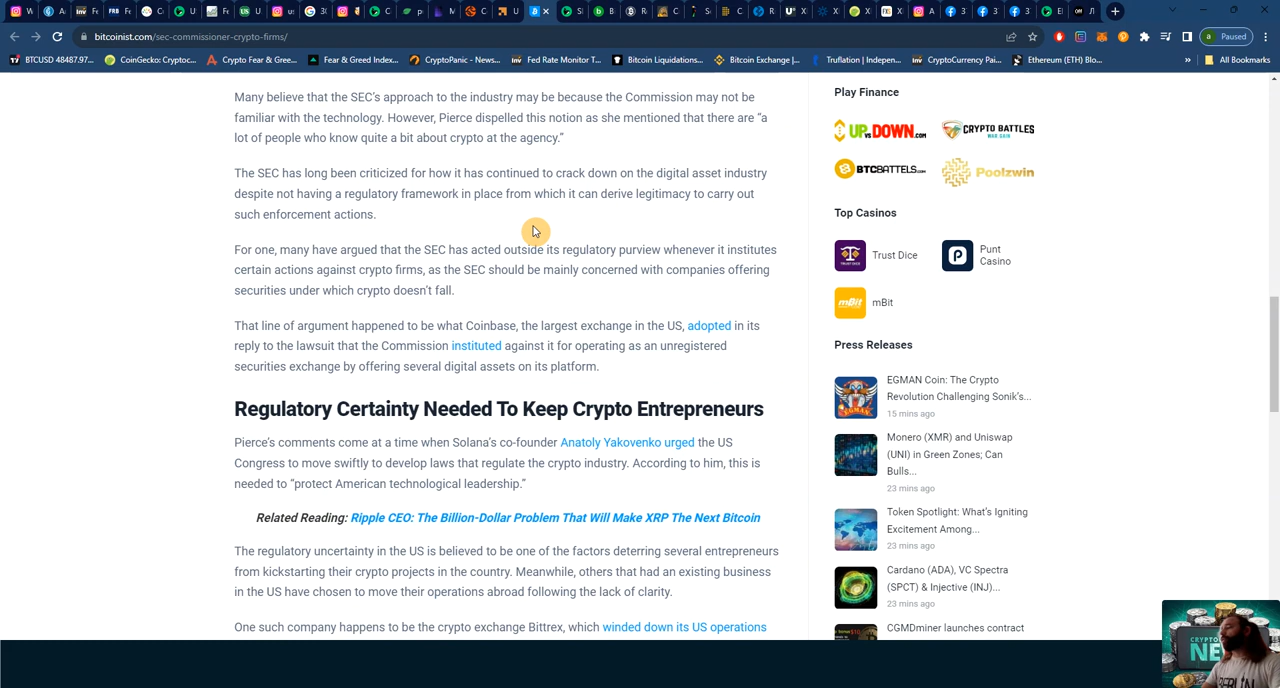 bitcoinist.com/sec-commissioner-crypto-firms/
Paused
BTCUSD 48487.97...
CoinGecko: Cryptoc...
Crypto Fear & Gree...
Fear & Greed Index...
CryptoPanic - News...
Fed Rate Monitor T...
Bitcoin Liquidations...
Bitcoin Exchange |...
Truflation | Indepen...
CryptoCurrency Pai...
Ethereum (ETH) Blo...
»
All Bookmarks
Many believe that the SEC's approach to the industry may be because the Commission may not be
familiar with the technology. However, Pierce dispelled this notion as she mentioned that there are “a
lot of people who know quite a bit about crypto at the agency.”
The SEC has long been criticized for how it has continued to crack down on the digital asset industry
despite not having a regulatory framework in place from which it can derive legitimacy to carry out
such enforcement actions.
For one, many have argued that the SEC has acted outside its regulatory purview whenever it institutes
certain actions against crypto firms, as the SEC should be mainly concerned with companies offering
securities under which crypto doesn't fall.
That line of argument happened to be what Coinbase, the largest exchange in the US, adopted in its
reply to the lawsuit that the Commission instituted against it for operating as an unregistered
securities exchange by offering several digital assets on its platform.
Regulatory Certainty Needed To Keep Crypto Entrepreneurs
Pierce's comments come at a time when Solana's co-founder Anatoly Yakovenko urged the US
Congress to move swiftly to develop laws that regulate the crypto industry. According to him, this is
needed to “protect American technological leadership.”
Related Reading: Ripple CEO: The Billion-Dollar Problem That Will Make XRP The Next Bitcoin
The regulatory uncertainty in the US is believed to be one of the factors deterring several entrepreneurs
from kickstarting their crypto projects in the country. Meanwhile, others that had an existing business
in the US have chosen to move their operations abroad following the lack of clarity.
One such company happens to be the crypto exchange Bittrex, which winded down its US operations
Play Finance
UPvsDOWN.com
CRYPTO BATTLES
BTCBATTELS.COM
Poolzwin
Top Casinos
Trust Dice
Punt
Casino
mBit
Press Releases
EGMAN Coin: The Crypto
Revolution Challenging Sonik's...
15 mins ago
Monero (XMR) and Uniswap
(UNI) in Green Zones; Can
Bulls...
23 mins ago
Token Spotlight: What's Igniting
Excitement Among...
23 mins ago
Cardano (ADA), VC Spectra
(SPCT) & Injective (INJ)...
23 mins ago
CGMDminer launches contract